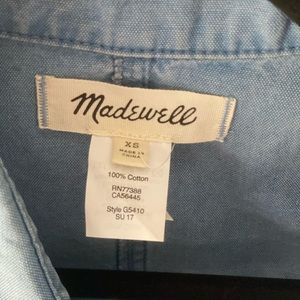 Madewell
XS
MADE IN
CHINA
100% Cotton
RN77388
CA56445
Style G5410
SU 17